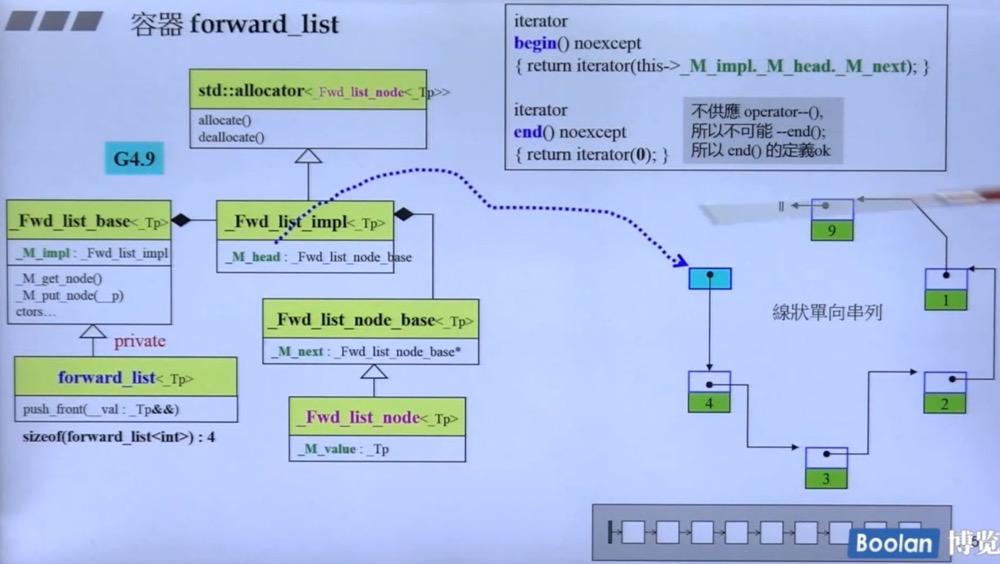 容器 forward_list
std::allocator<_Fwd_list_node<_Tp>>
allocate()
deallocate()
G4.9
_Fwd_list_base<_Tp>
_M_impl : _Fwd_list_impl
_M_get_node()
_M_put_node(__p)
ctors…
private
forward_list<_Tp>
push_front(__val : _Tp&&)
sizeof(forward_list<int>) : 4
_Fwd_list_impl<_Tp>
_M_head : _Fwd_list_node_base
_Fwd_list_node_base<_Tp>
_M_next : _Fwd_list_node_base*
_Fwd_list_node<_Tp>
_M_value : _Tp
iterator
begin() noexcept
{ return iterator(this->_M_impl._M_head._M_next); }
iterator
end() noexcept
{ return iterator(0); }
不供應 operator--(),
所以不可能 --end();
所以 end() 的定義ok
9
1
線狀單向串列
4
2
3
Boolan 博览